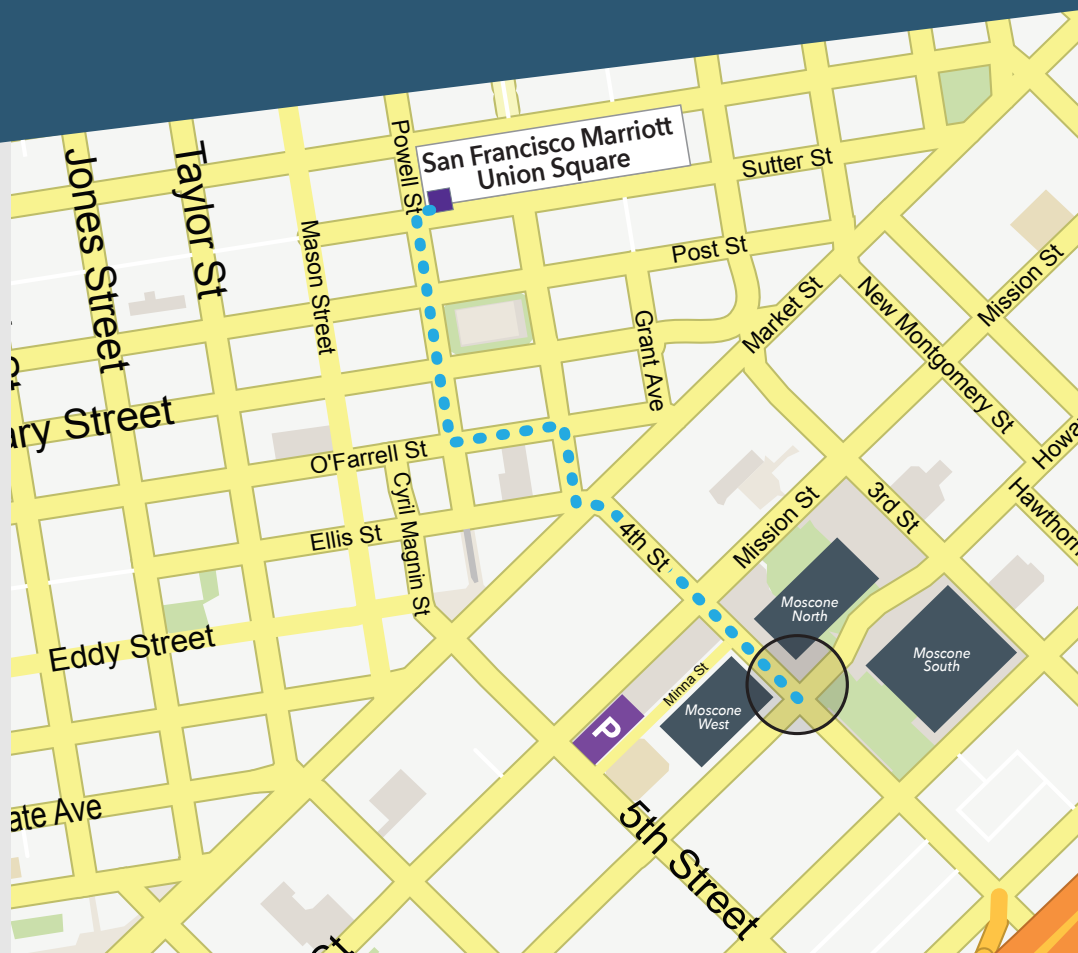 San Francisco Marriott
Union Square
Powell St
Sutter St
Taylor St
Jones Street
Mason Street
Post St
Mission St
Market St
New Montgomery St
Grant Ave
ary Street
O'Farrell St
Howa
Cyril Magnin St
Hawthorn
3rd St
Mission St
Ellis St
4th St
Moscone
North
Eddy Street
Moscone
South
Minna St
Moscone
West
P
ate Ave
5th Street